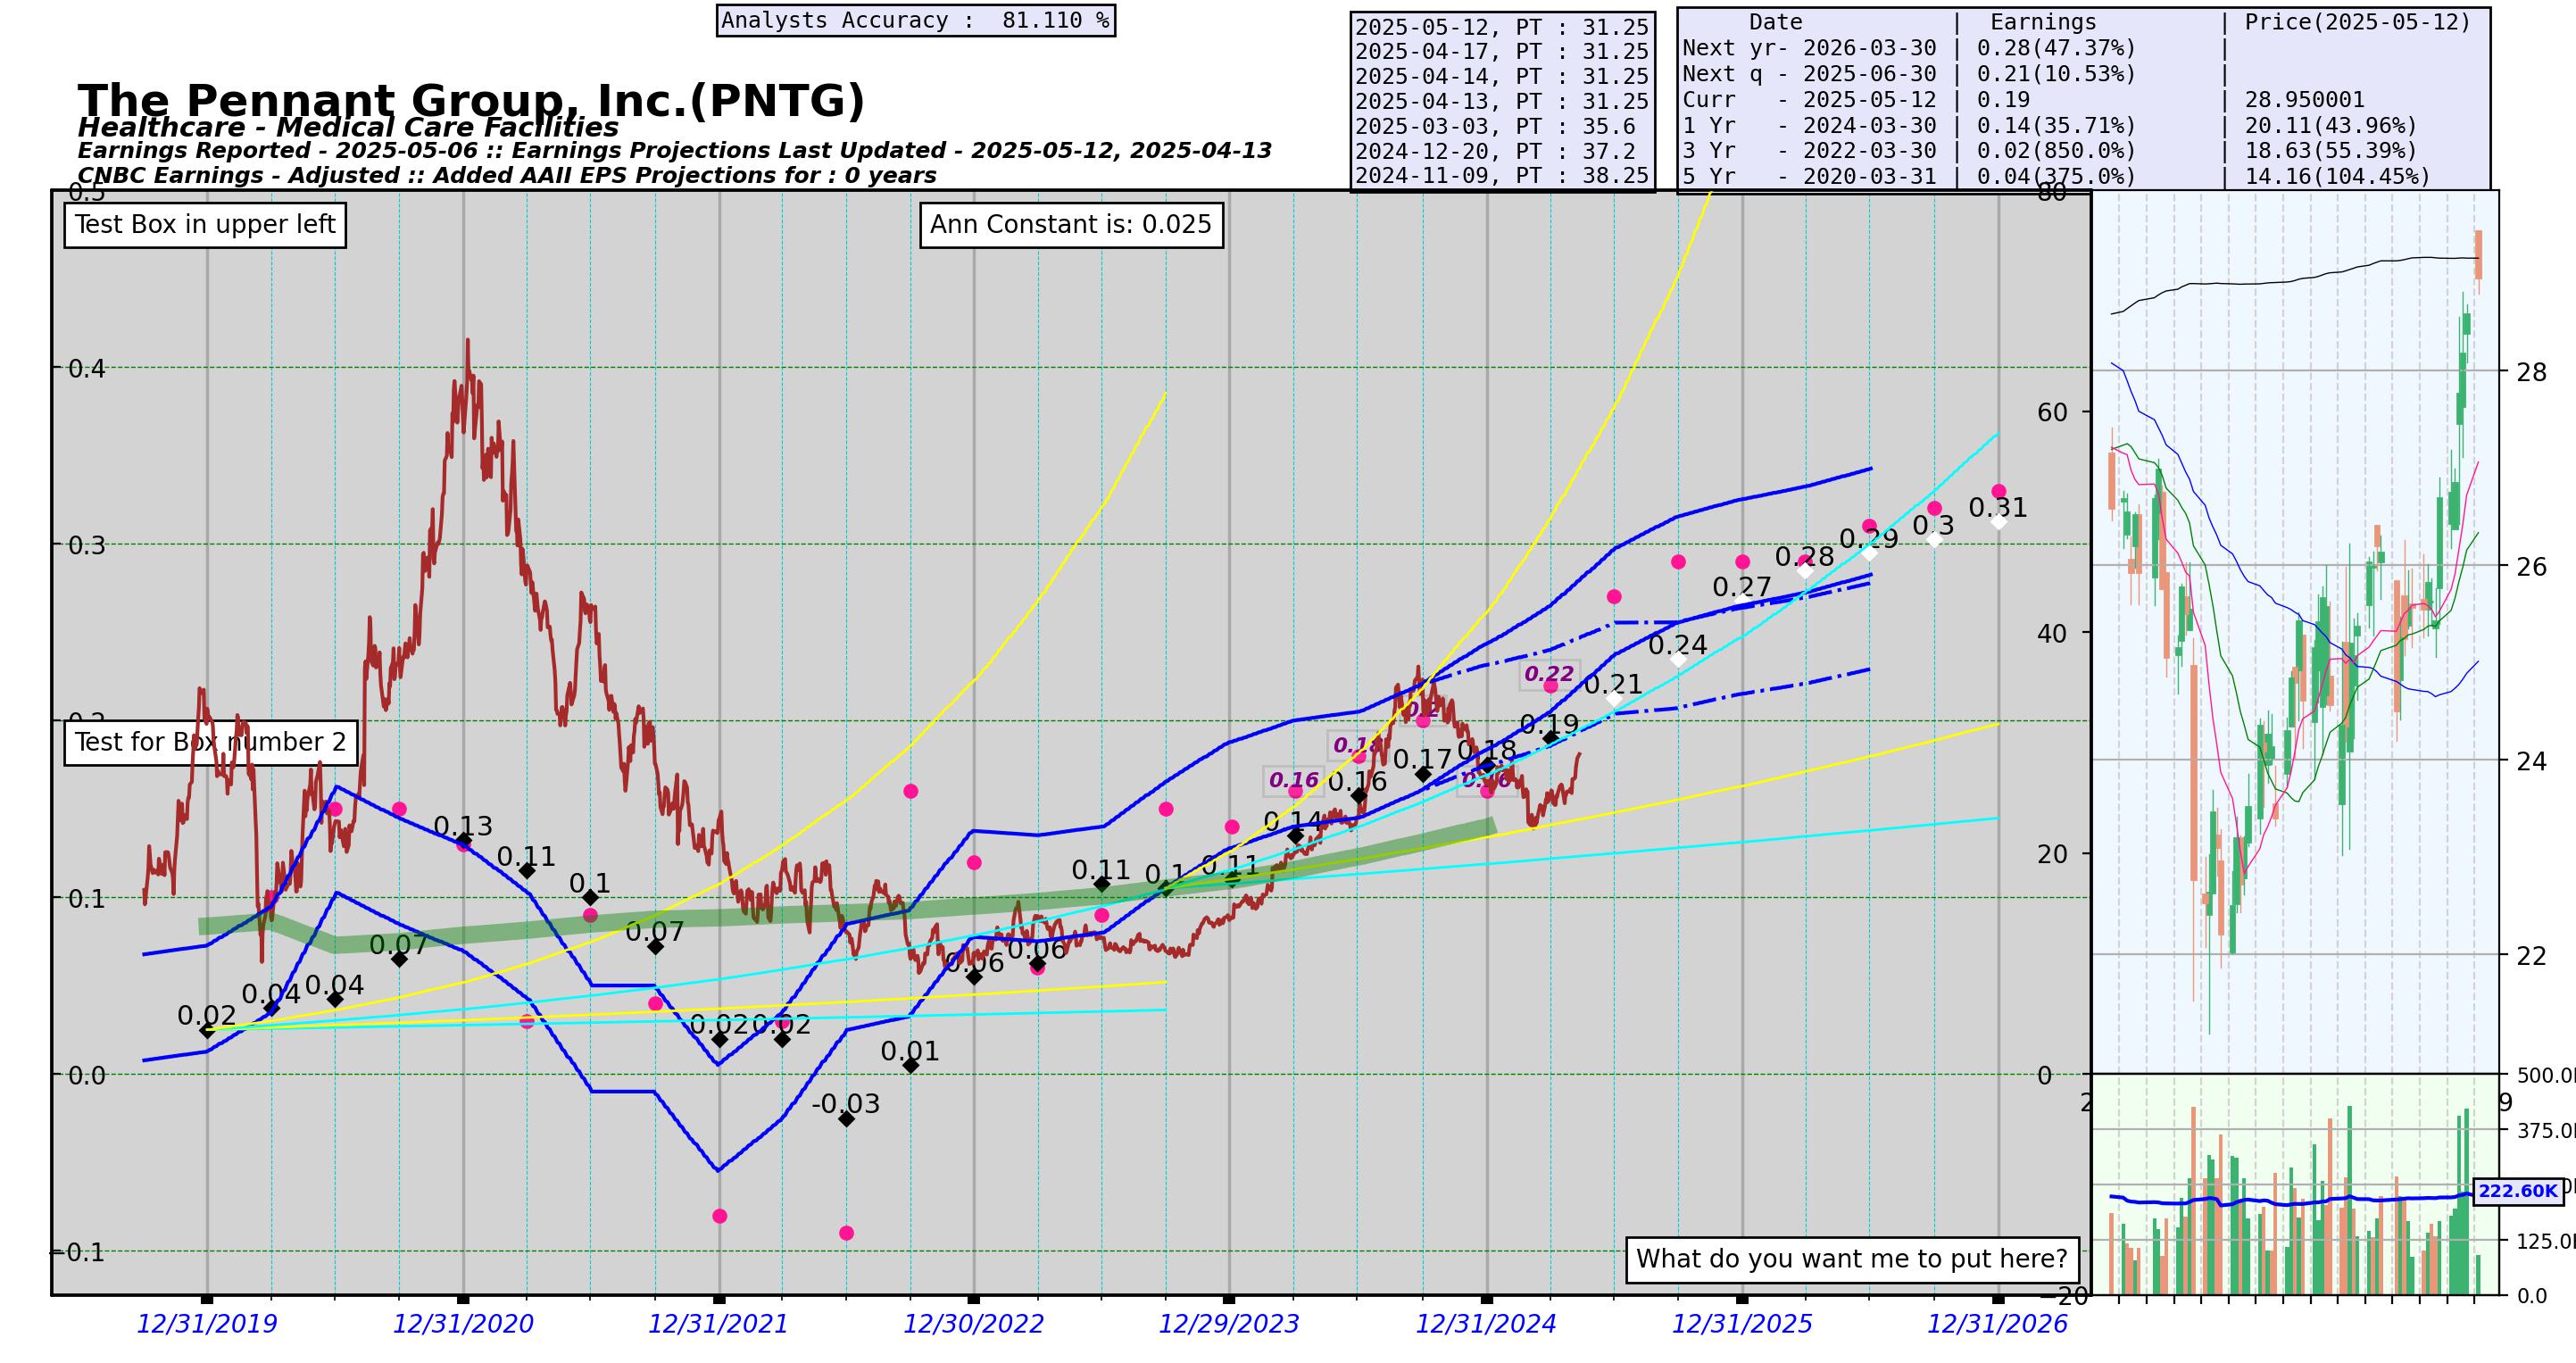 Analysts Accuracy :  81.110 %
2025-05-12, PT : 31.25
2025-04-17, PT : 31.25
2025-04-14, PT : 31.25
2025-04-13, PT : 31.25
2025-03-03, PT : 35.6
2024-12-20, PT : 37.2
2024-11-09, PT : 38.25
Date | Earnings | Price(2025-05-12)
Next yr- 2026-03-30 | 0.28(47.37%) |
Next q - 2025-06-30 | 0.21(10.53%) |
Curr   - 2025-05-12 | 0.19 | 28.950001
1 Yr   - 2024-03-30 | 0.14(35.71%) | 20.11(43.96%)
3 Yr   - 2022-03-30 | 0.02(850.0%) | 18.63(55.39%)
5 Yr   - 2020-03-31 | 0.04(375.0%) | 14.16(104.45%)
The Pennant Group, Inc.(PNTG)
Healthcare - Medical Care Facilities
Earnings Reported - 2025-05-06 :: Earnings Projections Last Updated - 2025-05-12, 2025-04-13
CNBC Earnings - Adjusted :: Added AAII EPS Projections for : 0 years
Test Box in upper left
Ann Constant is: 0.025
Test for Box number 2
What do you want me to put here?
0.5
0.4
0.3
0.2
0.1
0.0
−0.1
80
60
40
20
0
−20
0.02
0.04
0.04
0.07
0.13
0.11
0.1
0.07
0.02
0.02
-0.03
0.01
0.06
0.06
0.11
0.1
0.11
0.14
0.16
0.17
0.18
0.19
0.21
0.24
0.27
0.28
0.29
0.3
0.31
0.16
0.18
0.2
0.16
0.22
28
26
24
22
2
9
500.0
375.0
125.0
0.0
222.60K
12/31/2019
12/31/2020
12/31/2021
12/30/2022
12/29/2023
12/31/2024
12/31/2025
12/31/2026